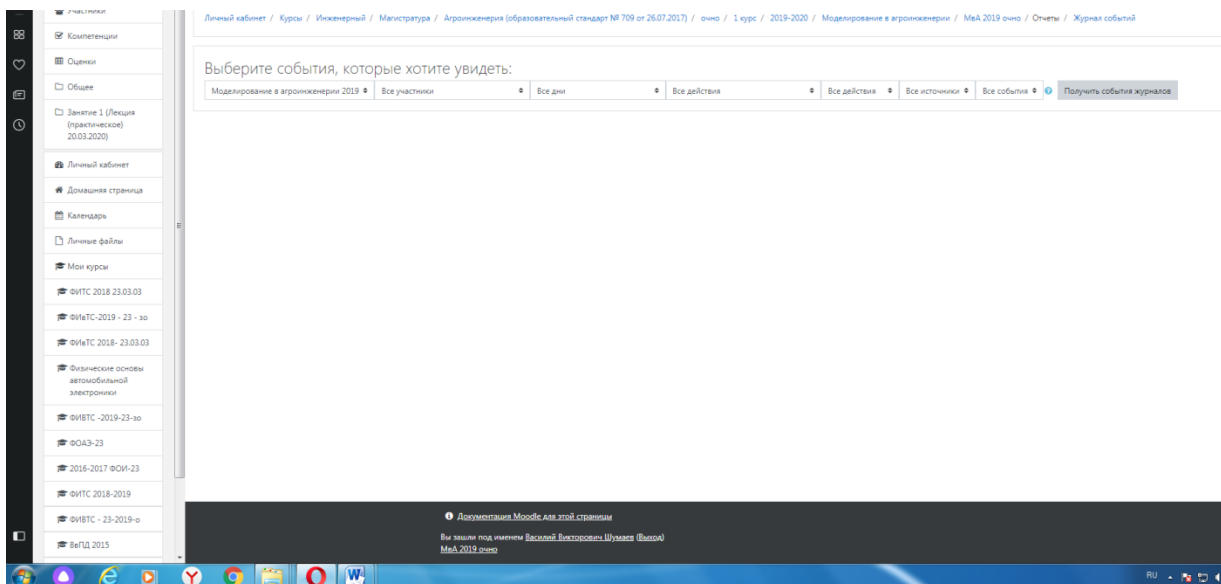 Участники
Компетенции
Оценки
Общее
Занятие 1 (Лекция
(практическое)
20.03.2020)
Личный кабинет
Домашняя страница
Календарь
Личные файлы
Мои курсы
ФИТС 2018 23.03.03
ФИвТС-2019 - 23 - зо
ФИвТС 2018- 23.03.03
Физические основы
автомобильной
электроники
ФИВТС -2019-23-зо
ФОАЭ-23
2016-2017 ФОИ-23
ФИТС 2018-2019
ФИВТС - 23-2019-о
ВвПД 2015
Личный кабинет / Курсы / Инженерный / Магистратура / Агроинженерия (образовательный стандарт № 709 от 26.07.2017) / очно / 1 курс / 2019-2020 / Моделирование в агроинженерии / МвА 2019 очно / Отчеты / Журнал событий
Выберите события, которые хотите увидеть:
Моделирование в агроинженерии 2019 Все участники Все дни Все действия Все действия Все источники Все события Получить события журналов
Документация Moodle для этой страницы
Вы зашли под именем Василий Викторович Шумаев (Выход)
МвА 2019 очно
RU